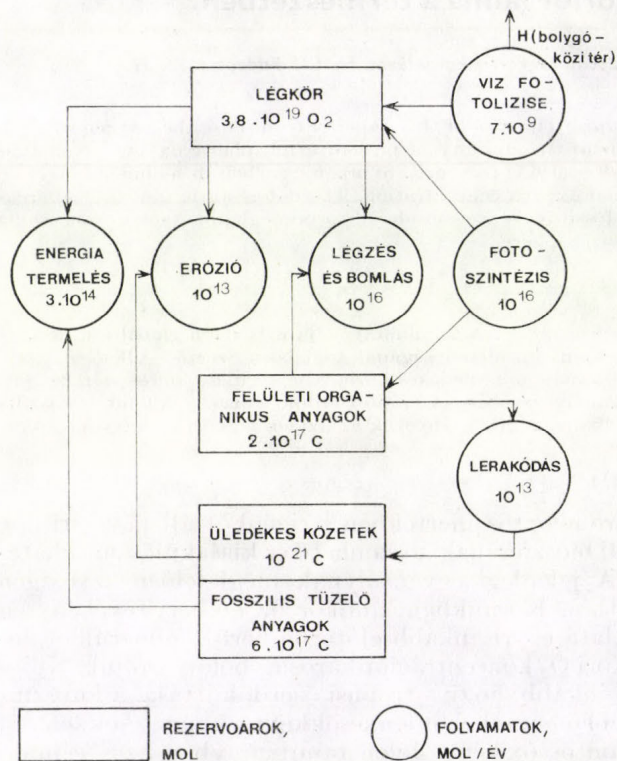 H (bolygó-
közi tér)
LÉGKÖR
3,8 . 10¹⁹ O₂
VIZ FO-
TOLIZISE,
7.10⁹
ENERGIA
TERMELÉS
3.10¹⁴
ERÓZIÓ
10¹³
LÉGZÉS
ÉS BOMLÁS
10¹⁶
FOTO-
SZINTÉZIS
10¹⁶
FELÜLETI ORGA-
NIKUS ANYAGOK
2 . 10¹⁷ C
LERAKÓDÁS
10¹³
ÜLEDÉKES KŐZETEK
10²¹ C
FOSSZILIS TÜZELŐ
ANYAGOK
6 . 10¹⁷ C
REZERVOÁROK,
MOL
FOLYAMATOK,
MOL / ÉV